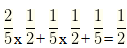 2/5 x 1/2 + 1/5 x 1/2 + 1/5 = 1/2